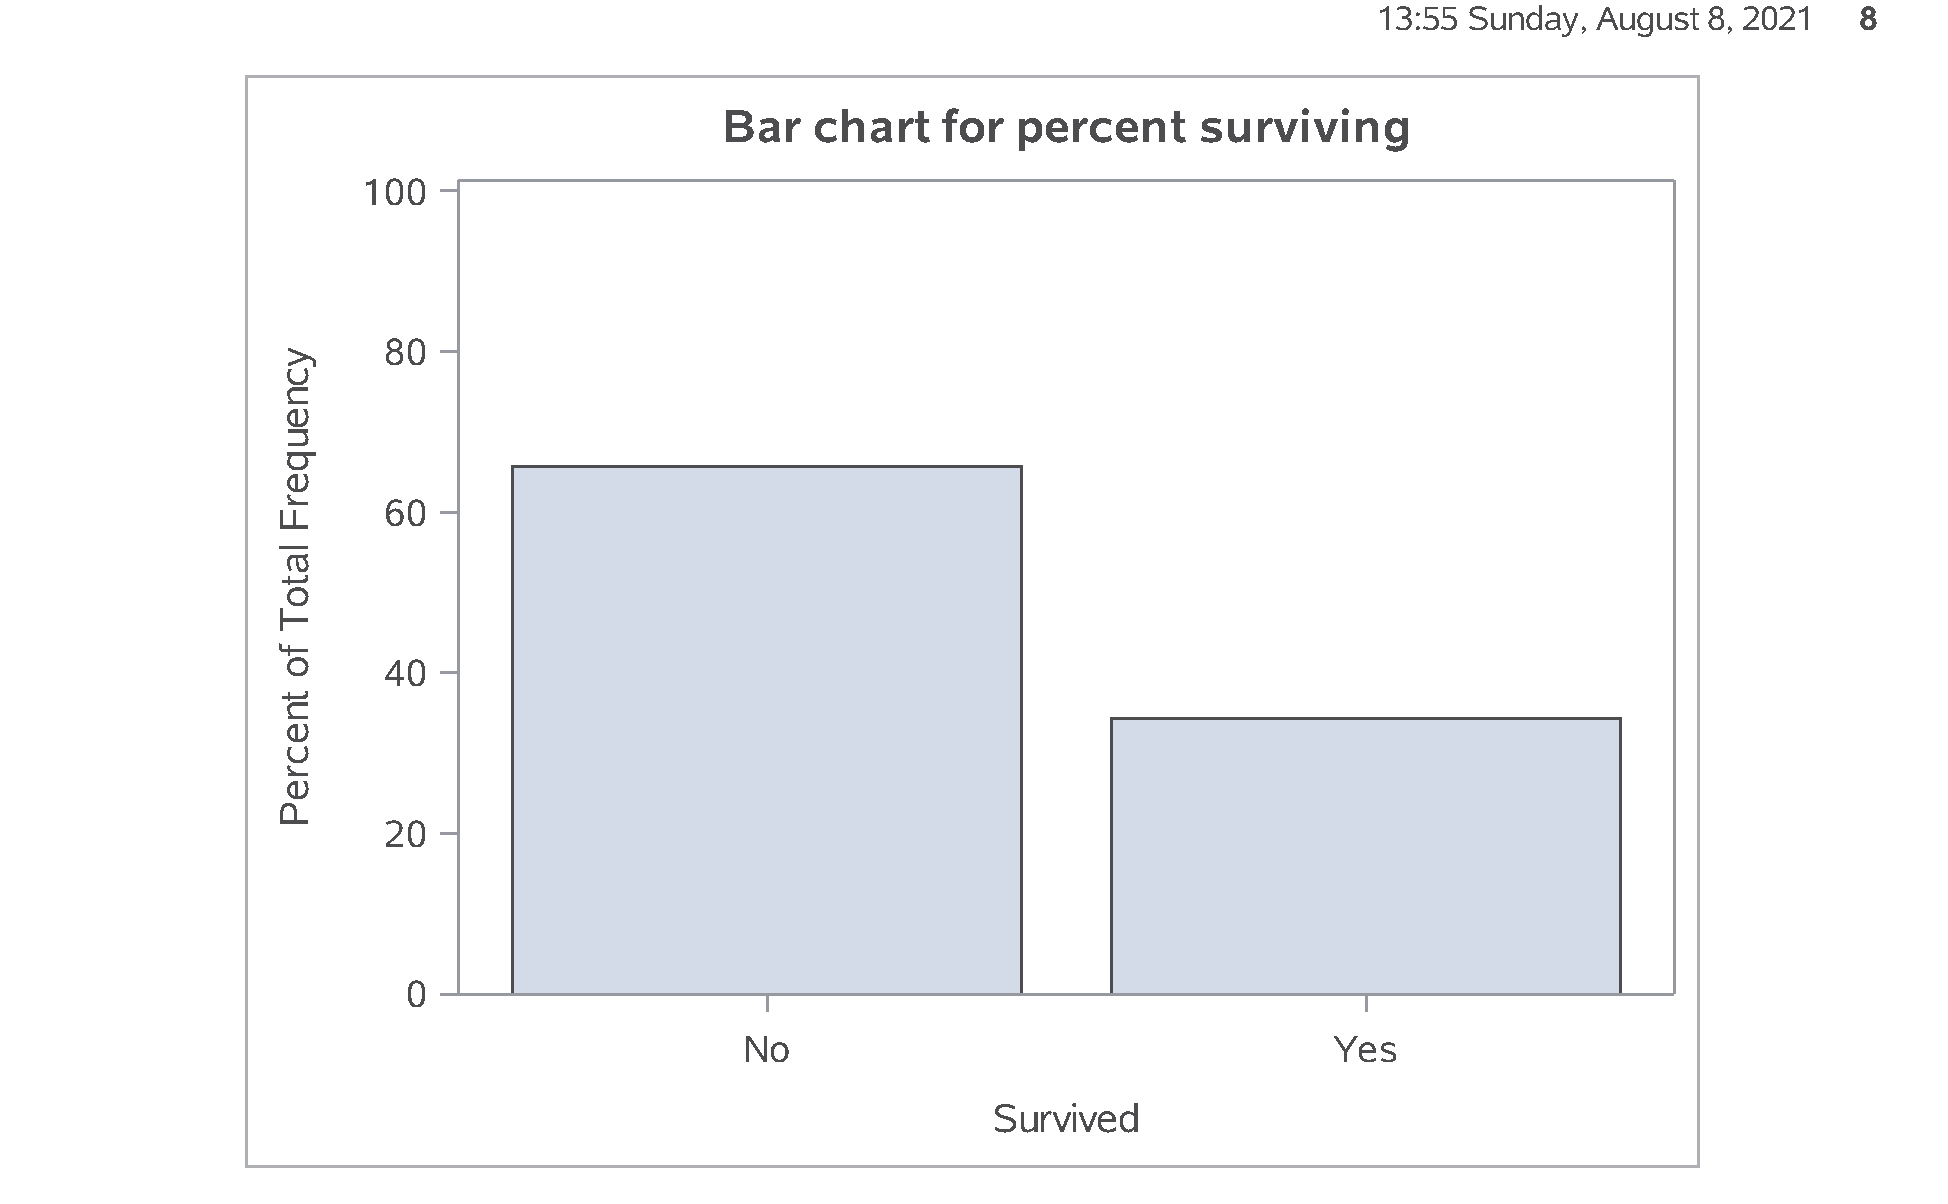 13:55 Sunday, August 8, 2021 8
Bar chart for percent surviving
100
80
60
40
20
0
Percent of Total Frequency
No Yes
Survived